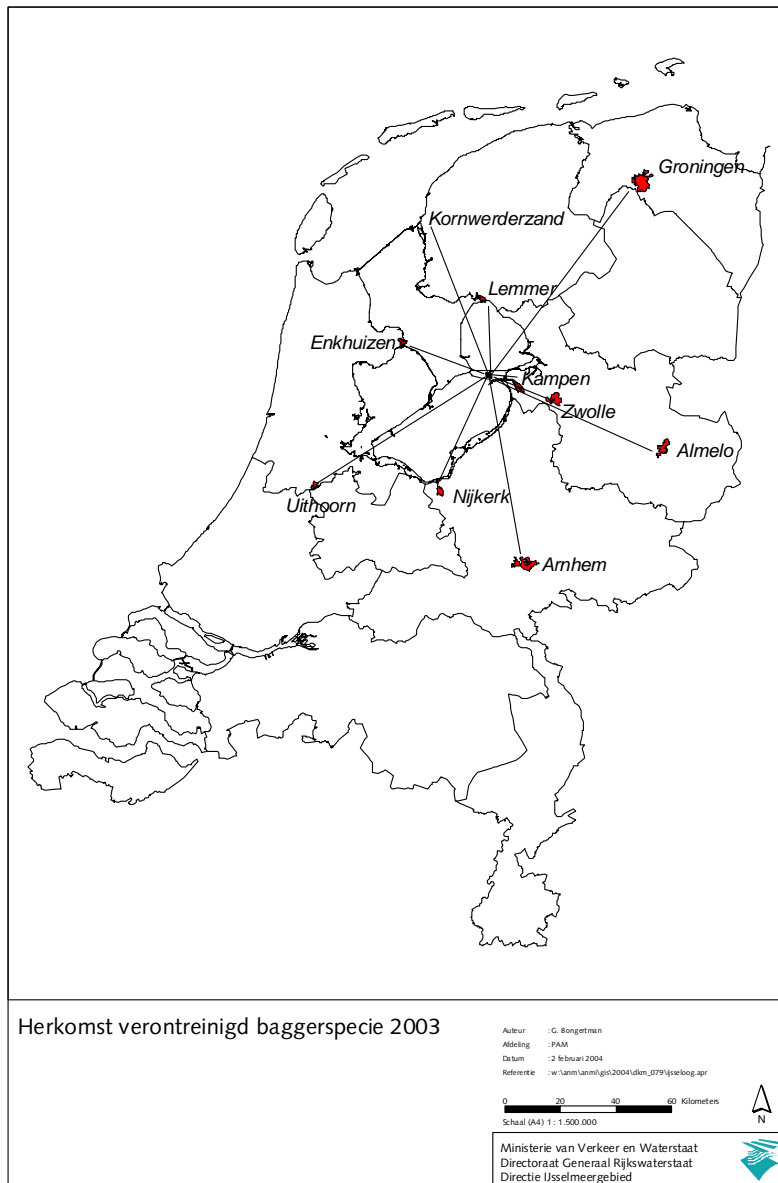 Groningen
Kornwerderzand
Lemmer
Enkhuizen
Kampen
Zwolle
Almelo
Uithoorn
Nijkerk
Arnhem
Herkomst verontreinigd baggerspecie 2003
Auteur : G. Bongertman
Afdeling : PAM
Datum : 2 februari 2004
Referentie : w:\anm\anmi\gis\2004\dkm_079\ijsseloog.apr
0 20 40 60 Kilometers
Schaal (A4) 1 : 1.500.000
N
Ministerie van Verkeer en Waterstaat
Directoraat Generaal Rijkswaterstaat
Directie IJsselmeergebied